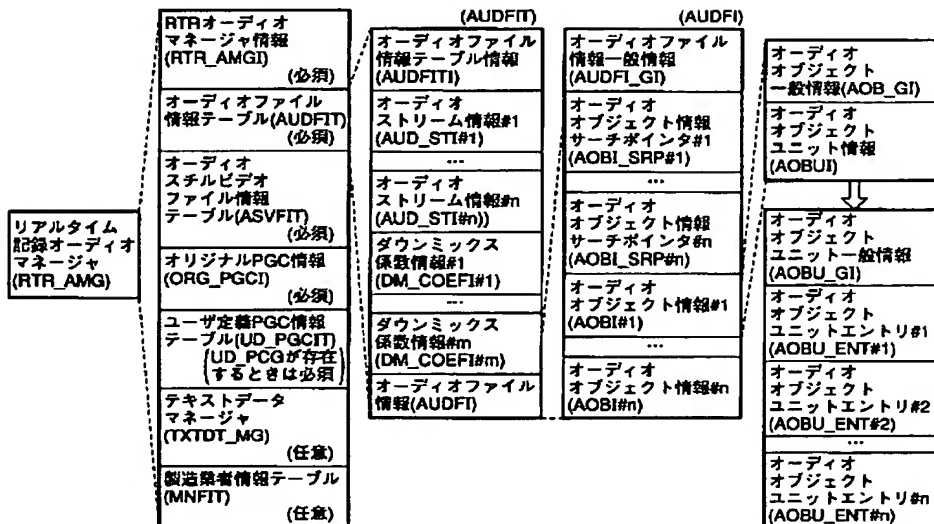 リアルタイム
記録オーディオ
マネージャ
(RTR_AMG)
RTRオーディオ
マネージャ情報
(RTR_AMGI)
(必須)
オーディオファイル
情報テーブル(AUDFIT)
(必須)
オーディオ
スチルビデオ
ファイル情報
テーブル(ASVFIT)
(必須)
オリジナルPGC情報
(ORG_PGCI)
(必須)
ユーザ定義PGC情報
テーブル(UD_PGCIT)
(UD_PCGが存在
するときは必須)
テキストデータ
マネージャ
(TXTDT_MG)
(任意)
製造業者情報テーブル
(MNFIT)
(任意)
(AUDFIT)
オーディオファイル
情報テーブル情報
(AUDFITI)
オーディオ
ストリーム情報#1
(AUD_STI#1)
…
オーディオ
ストリーム情報#n
(AUD_STI#n))
ダウンミックス
係数情報#1
(DM_COEFI#1)
…
ダウンミックス
係数情報#m
(DM_COEFI#m)
オーディオファイル
情報(AUDFI)
(AUDFI)
オーディオファイル
情報一般情報
(AUDFI_GI)
オーディオ
オブジェクト情報
サーチポインタ#1
(AOBI_SRP#1)
…
オーディオ
オブジェクト情報
サーチポインタ#n
(AOBI_SRP#n)
オーディオ
オブジェクト情報#1
(AOBI#1)
…
オーディオ
オブジェクト情報#n
(AOBI#n)
オーディオ
オブジェクト
一般情報(AOB_GI)
オーディオ
オブジェクト
ユニット情報
(AOBUI)
オーディオ
オブジェクト
ユニット一般情報
(AOBU_GI)
オーディオ
オブジェクト
ユニットエントリ#1
(AOBU_ENT#1)
オーディオ
オブジェクト
ユニットエントリ#2
(AOBU_ENT#2)
…
オーディオ
オブジェクト
ユニットエントリ#n
(AOBU_ENT#n)